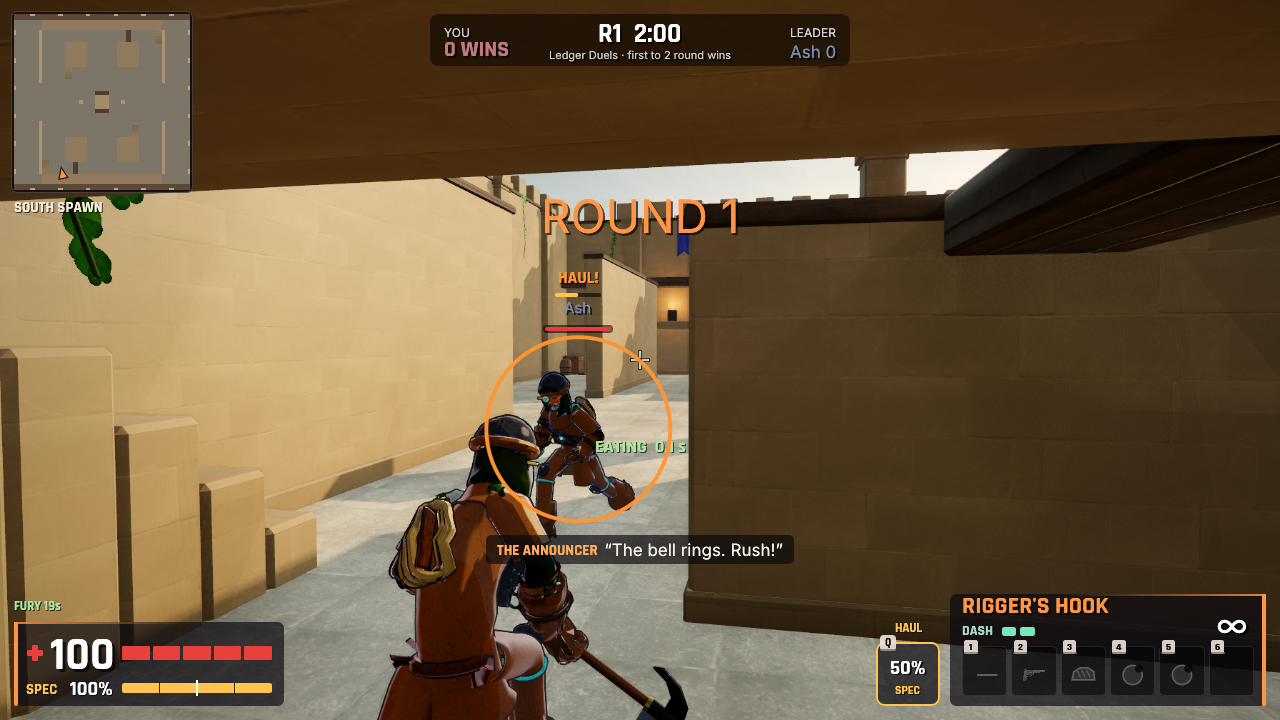 YOU
0 WINS
R1 2:00
Ledger Duels · first to 2 round wins
LEADER
Ash 0
SOUTH SPAWN
ROUND 1
HAUL!
Ash
EATING 0.1s
THE ANNOUNCER “The bell rings. Rush!”
FURY 19s
+ 100
SPEC 100%
HAUL
Q
50%
SPEC
RIGGER'S HOOK
DASH
∞
1 2 3 4 5 6